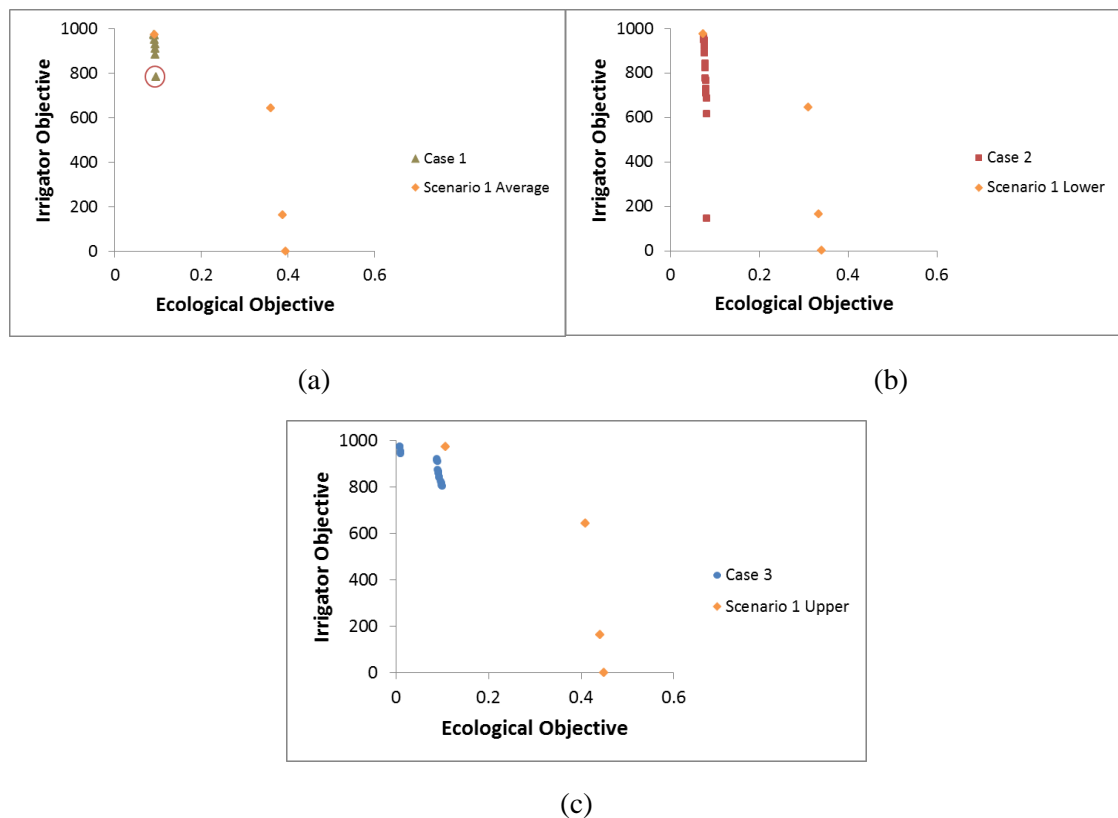 1000
800
600
400
200
0
Irrigator Objective
0 0.2 0.4 0.6
Ecological Objective
Case 1
Scenario 1 Average
(a)
1000
800
600
400
200
0
Irrigator Objective
0 0.2 0.4 0.6
Ecological Objective
Case 2
Scenario 1 Lower
(b)
1000
800
600
400
200
0
Irrigator Objective
0 0.2 0.4 0.6
Ecological Objective
Case 3
Scenario 1 Upper
(c)